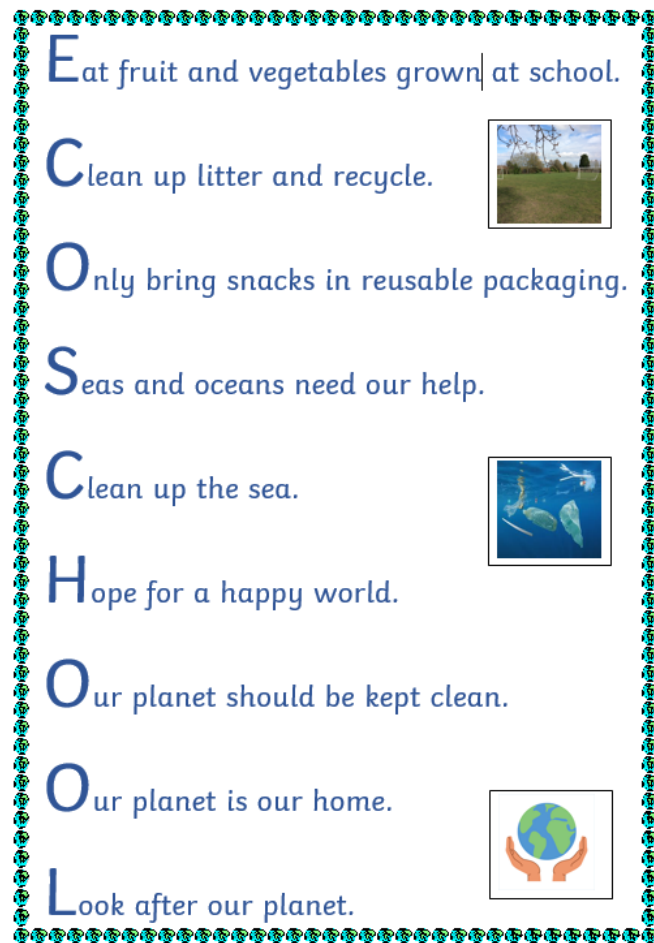 Eat fruit and vegetables grown at school.
Clean up litter and recycle.
Only bring snacks in reusable packaging.
Seas and oceans need our help.
Clean up the sea.
Hope for a happy world.
Our planet should be kept clean.
Our planet is our home.
Look after our planet.